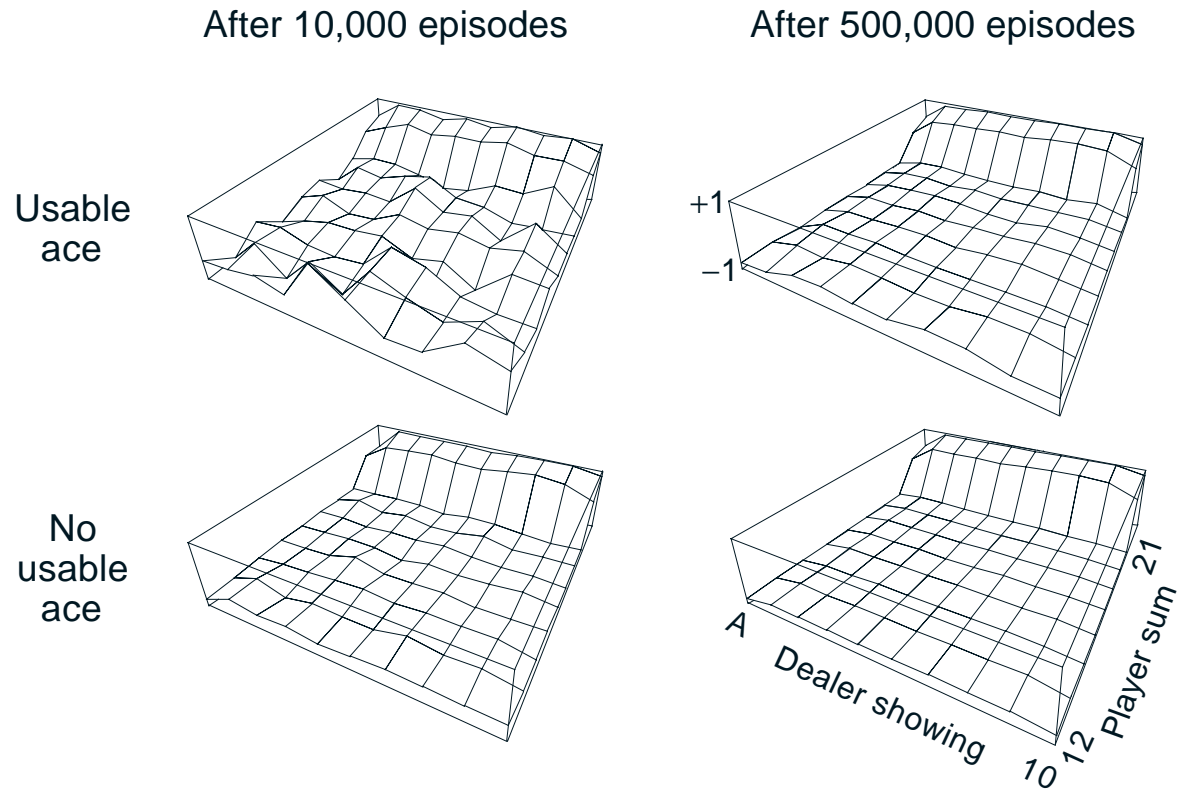 After 10,000 episodes
After 500,000 episodes
Usable
ace
+1
−1
No
usable
ace
A
Dealer showing
10
12
Player sum
21